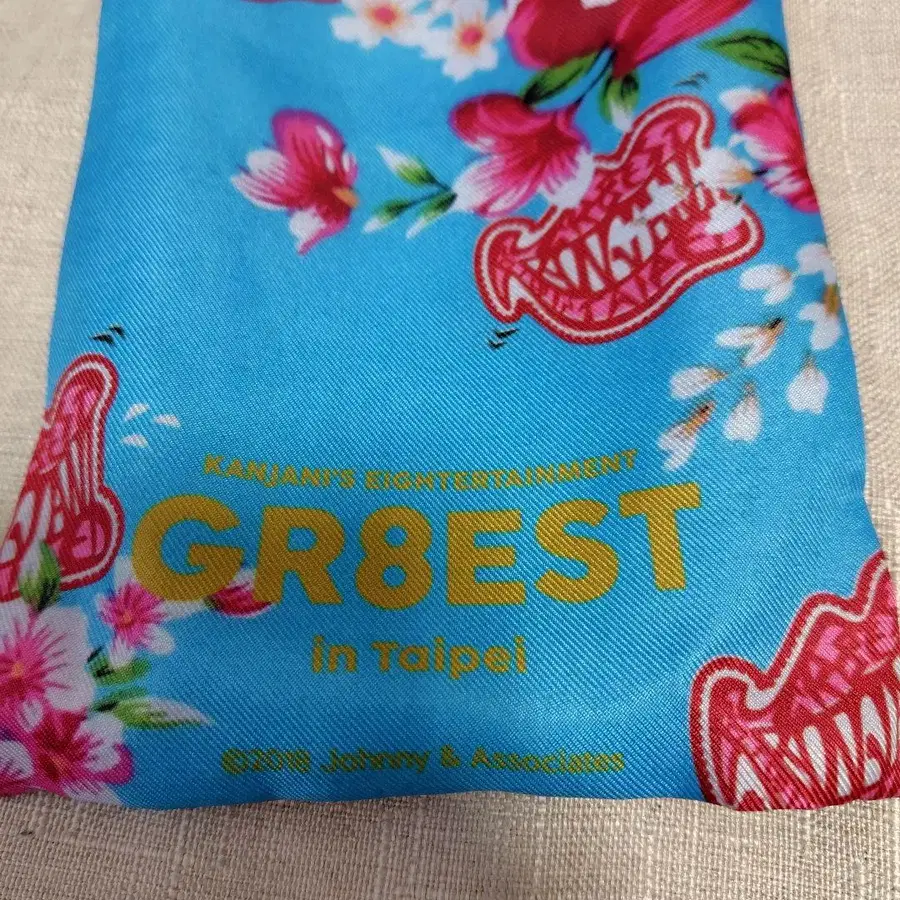 KANJANI'S EIGHTERTAINMENT
GR8EST
in Taipei
©2018 Johnny & Associates